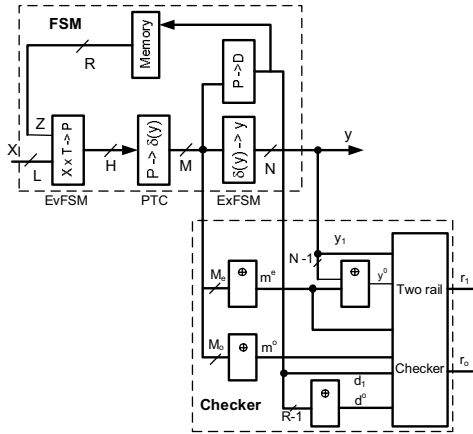 FSM
Memory
R
P->D
Z
X
L
X x T -> P
H
P -> δ(y)
M
δ(y) -> y
N
y
EvFSM
PTC
ExFSM
y₁
N-1
Mₑ
⊕
mᵉ
⊕
y⁰
Two rail
r₁
Mₒ
⊕
mᵒ
Checker
rₒ
d₁
Checker
R-1
⊕
dᵒ